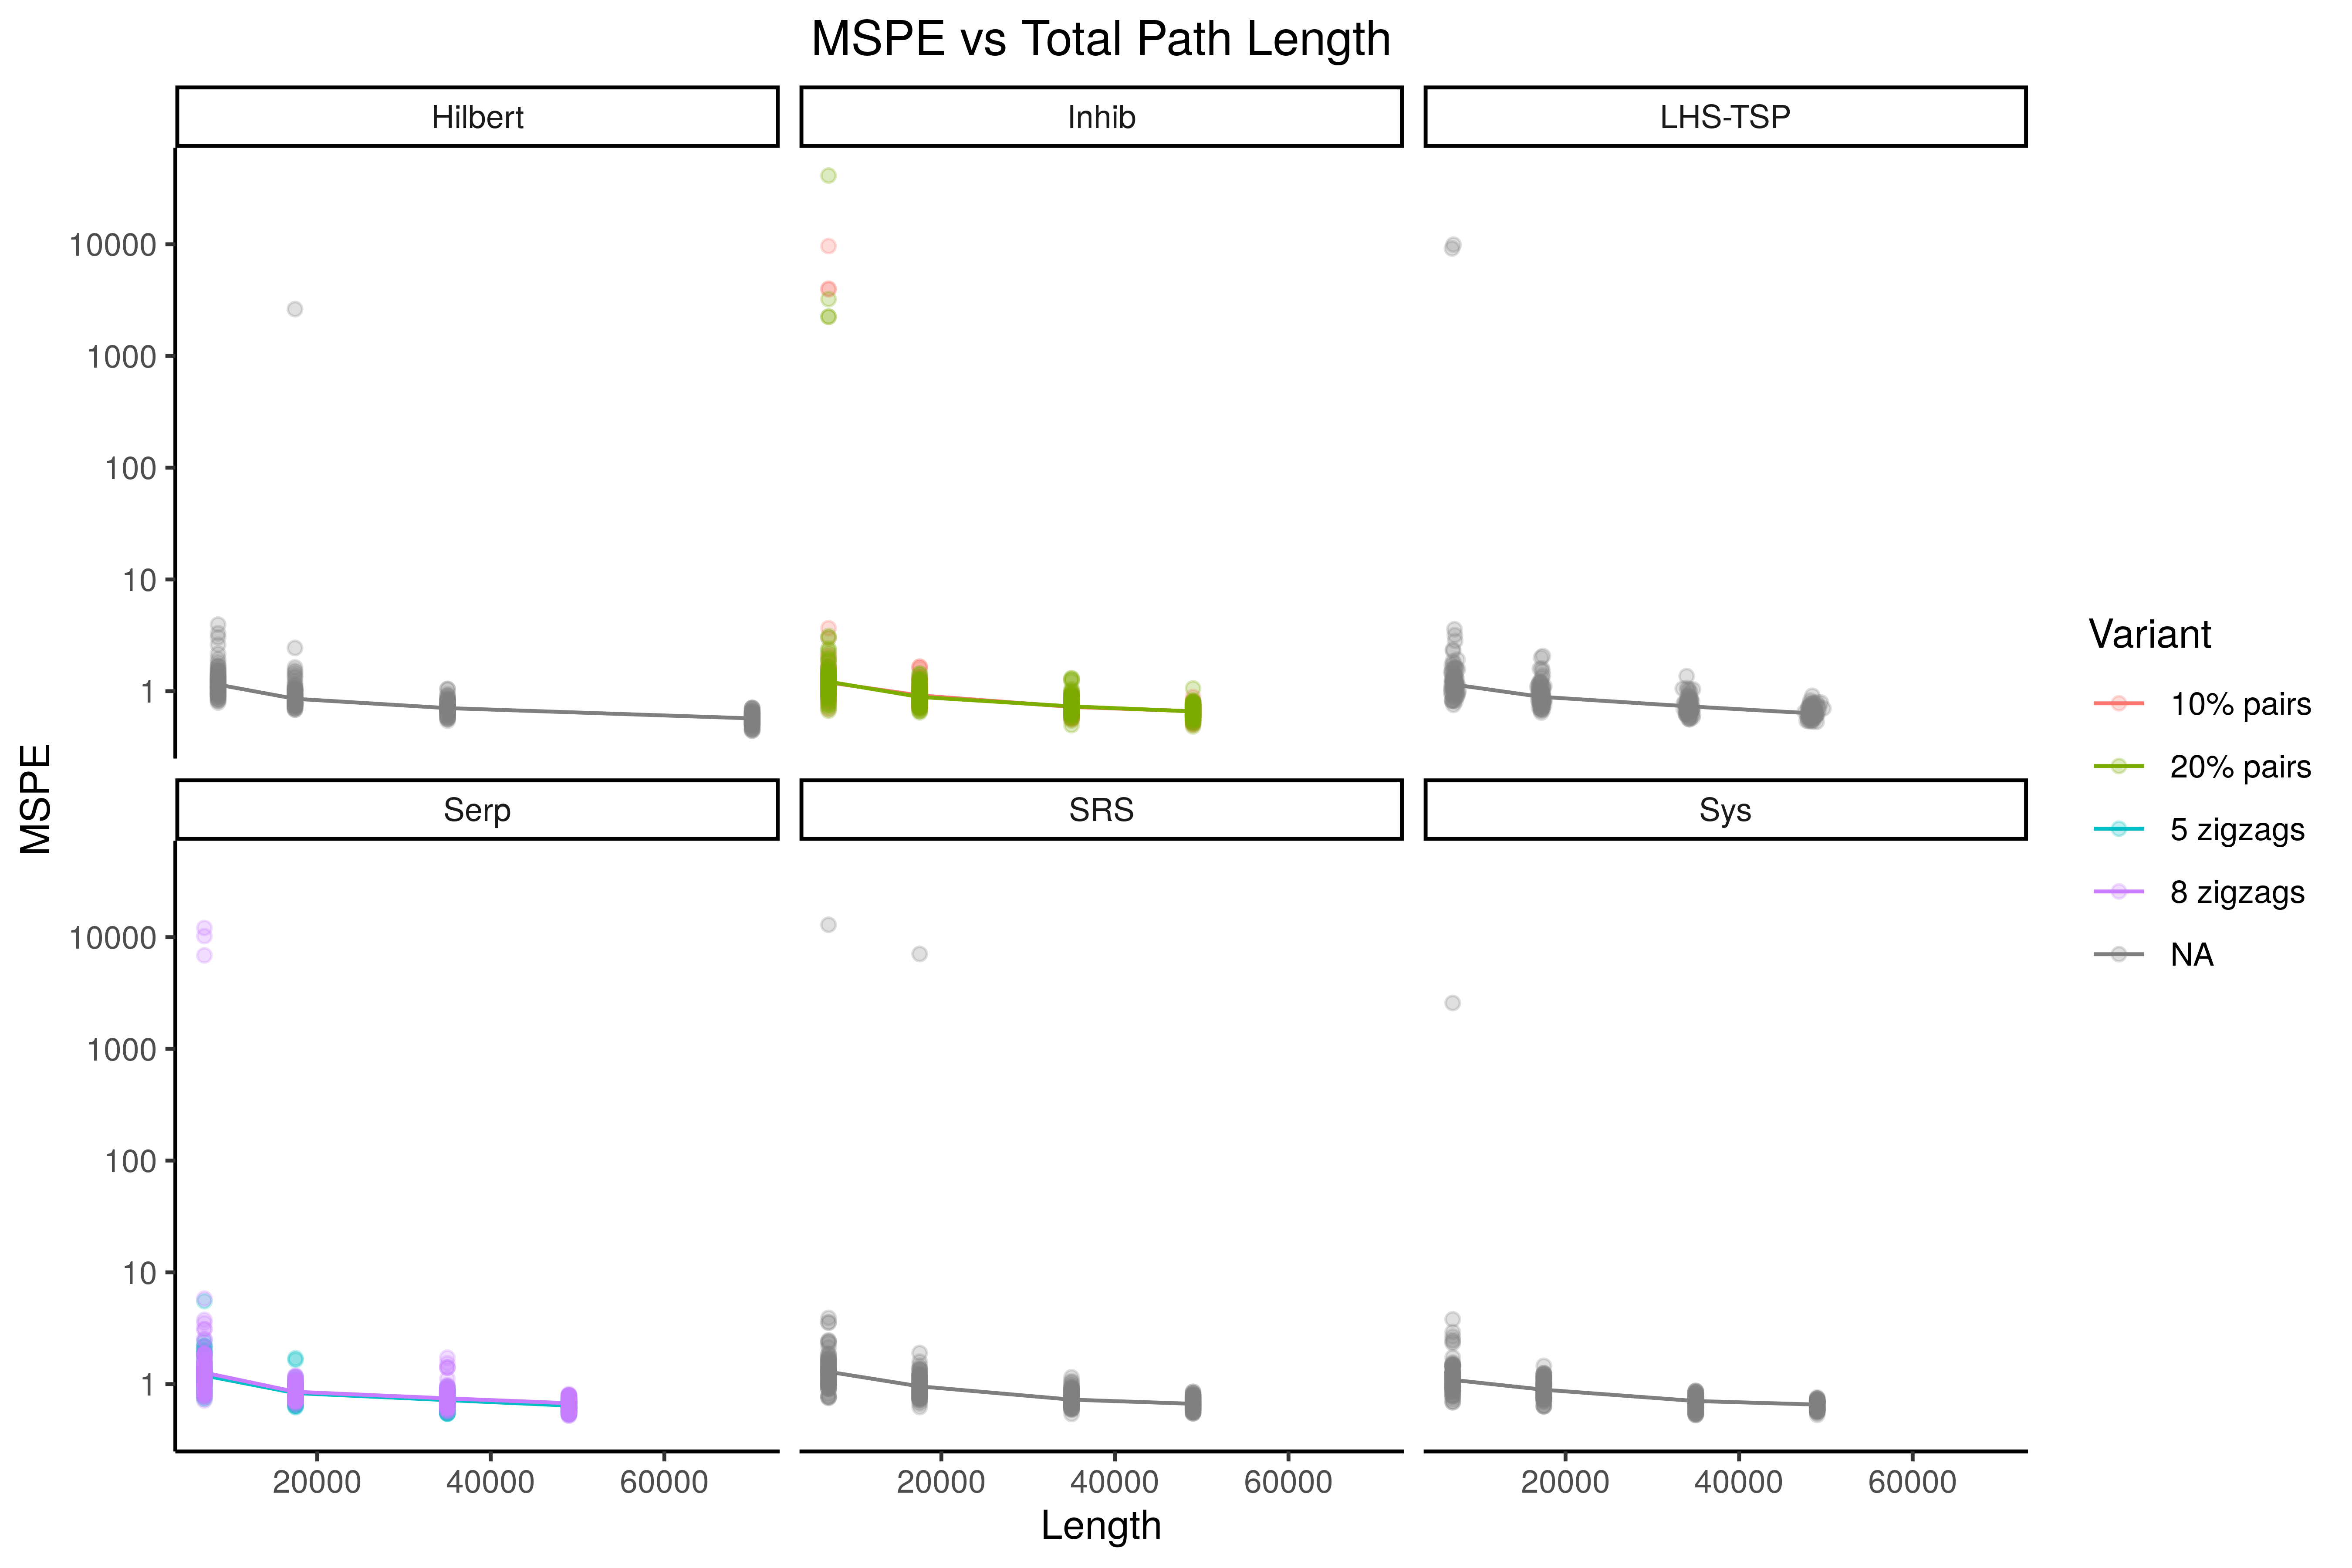 MSPE vs Total Path Length
Hilbert
Inhib
LHS-TSP
10000
1000
100
10
1
Serp
SRS
Sys
10000
1000
100
10
1
20000 40000 60000
20000 40000 60000
20000 40000 60000
Length
MSPE
Variant
10% pairs
20% pairs
5 zigzags
8 zigzags
NA